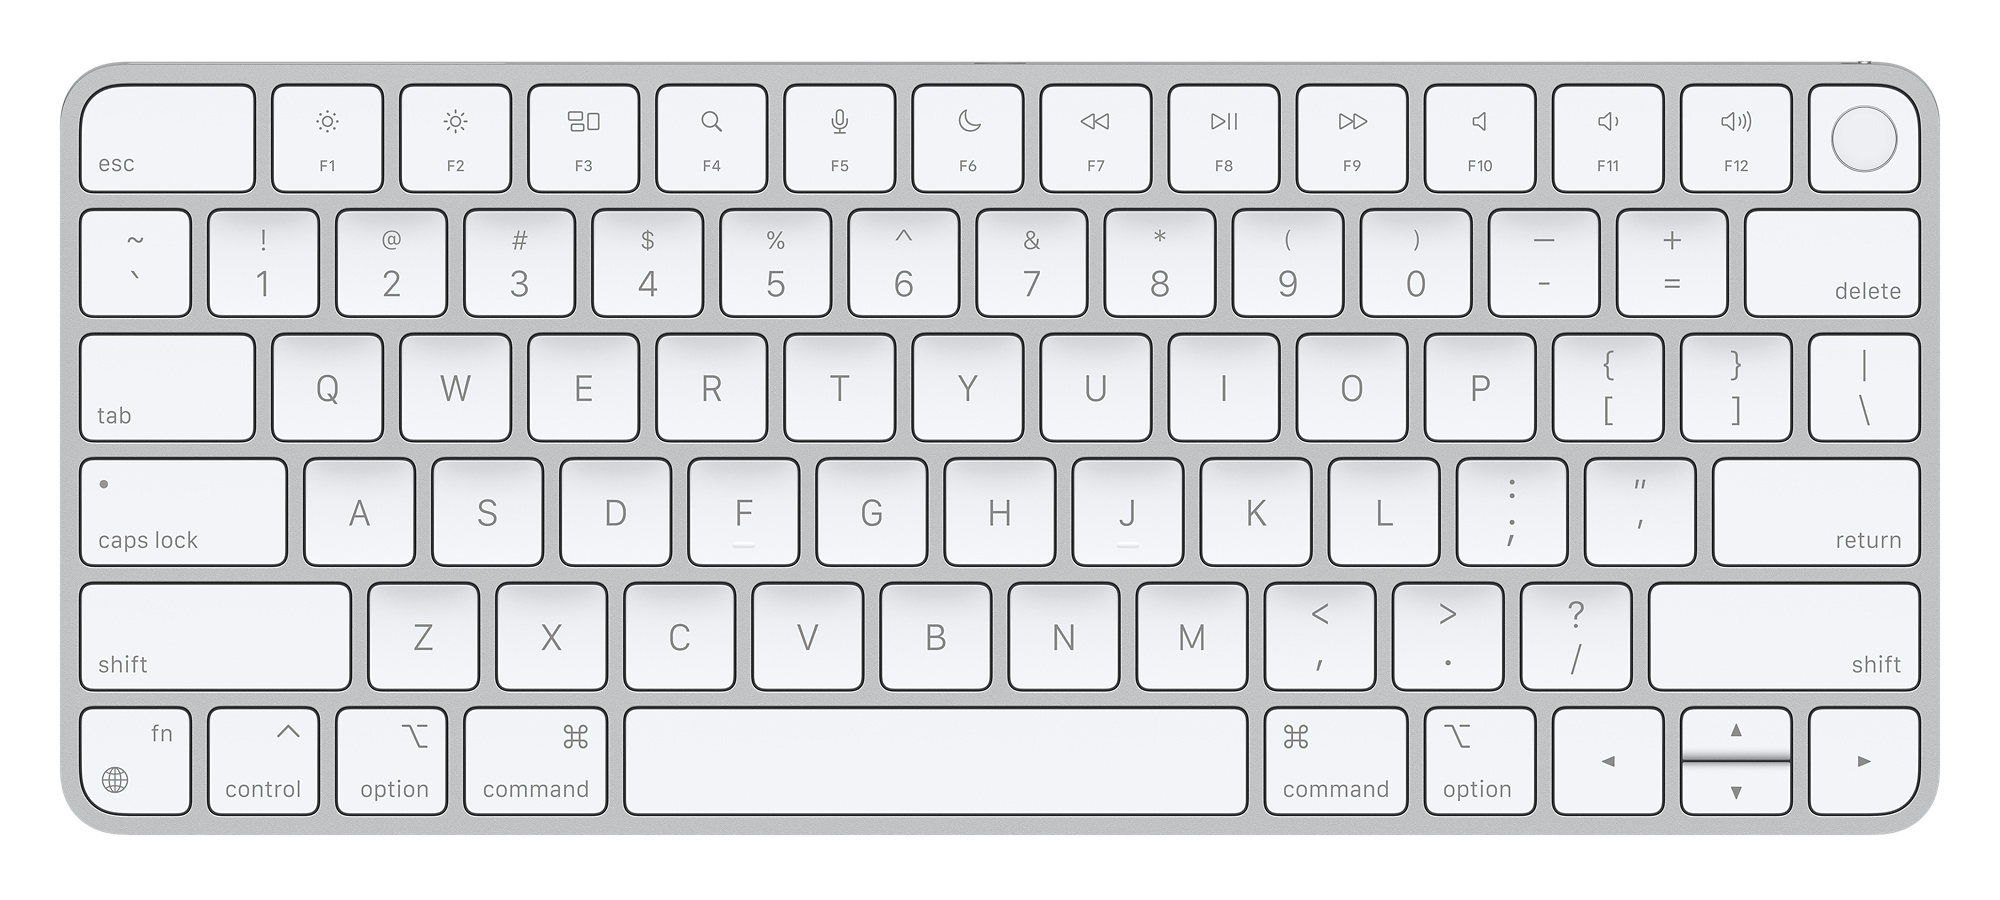 esc F1 F2 F3 F4 F5 F6 F7 F8 F9 F10 F11 F12
~ ! @ # $ % ^ & * ( ) — +
` 1 2 3 4 5 6 7 8 9 0 - = delete
{ } |
tab Q W E R T Y U I O P [ ] \
: "
caps lock A S D F G H J K L ; ' return
< > ?
shift Z X C V B N M , . / shift
fn ^ ⌥ ⌘ ⌘ ⌥ ▲
◀ ▶
control option command command option ▼